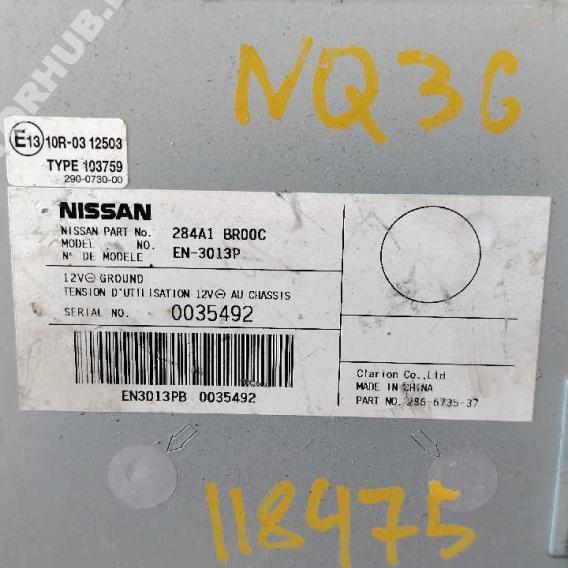 NQ3G
E13 10R-03 12503
TYPE 103759
290-0730-00
NISSAN
NISSAN PART No. 284A1 BR00C
MODEL NO. EN-3013P
N° DE MODELE
12V⊖ GROUND
TENSION D'UTILISATION 12V⊖ AU CHASSIS
SERIAL NO. 0035492
EN3013PB 0035492
Clarion Co.,Ltd
MADE IN CHINA
PART NO. 286-6735-37
118475